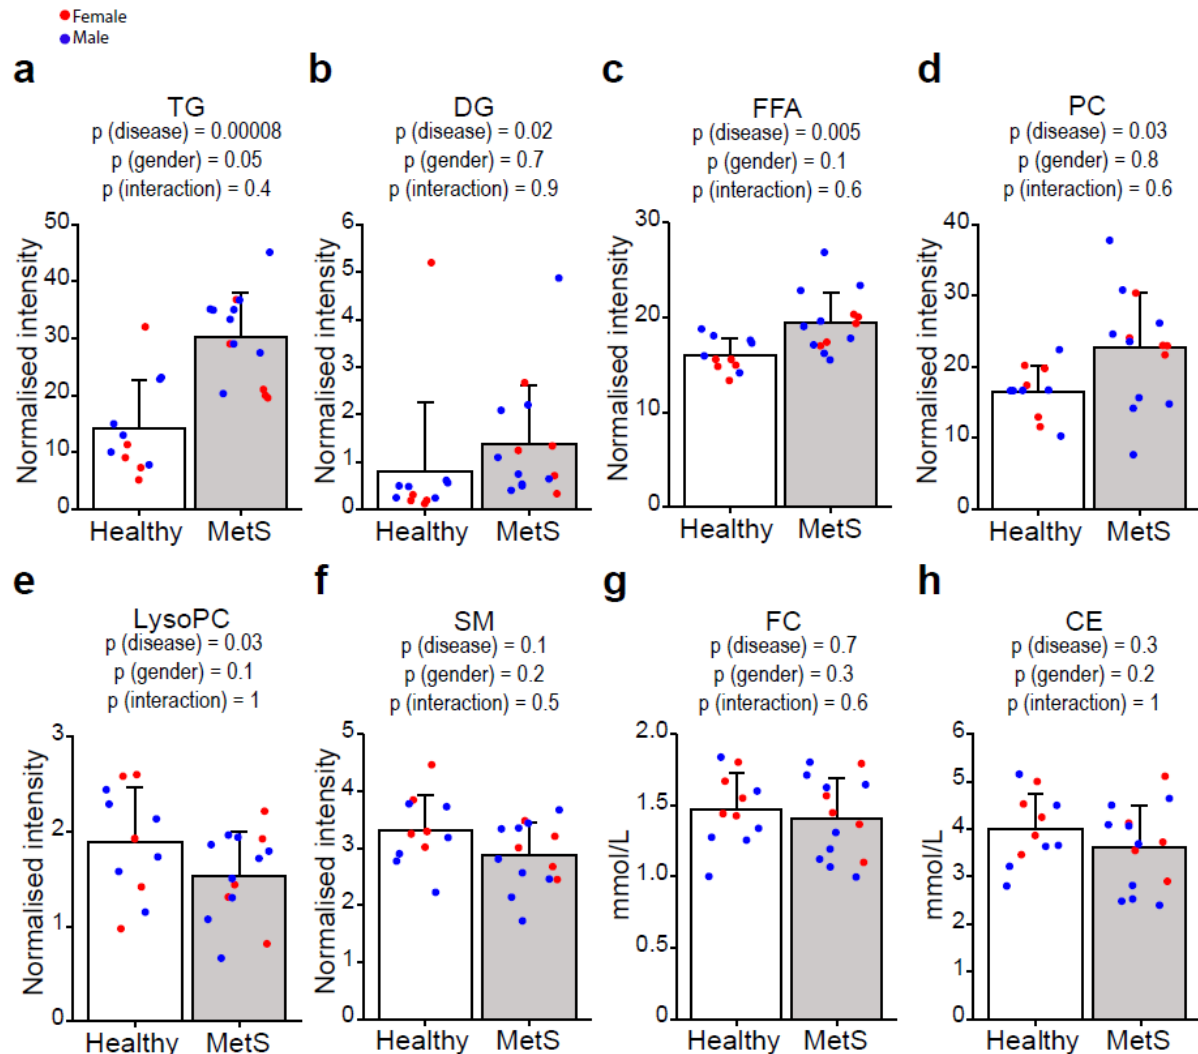 Female
Male
a
TG
p (disease) = 0.00008
p (gender) = 0.05
p (interaction) = 0.4
Normalised intensity
50
40
30
20
10
0
Healthy MetS
b
DG
p (disease) = 0.02
p (gender) = 0.7
p (interaction) = 0.9
Normalised intensity
6
5
4
3
2
1
0
Healthy MetS
c
FFA
p (disease) = 0.005
p (gender) = 0.1
p (interaction) = 0.6
Normalised intensity
30
20
10
0
Healthy MetS
d
PC
p (disease) = 0.03
p (gender) = 0.8
p (interaction) = 0.6
Normalised intensity
40
30
20
10
0
Healthy MetS
e
LysoPC
p (disease) = 0.03
p (gender) = 0.1
p (interaction) = 1
Normalised intensity
3
2
1
0
Healthy MetS
f
SM
p (disease) = 0.1
p (gender) = 0.2
p (interaction) = 0.5
Normalised intensity
5
4
3
2
1
0
Healthy MetS
g
FC
p (disease) = 0.7
p (gender) = 0.3
p (interaction) = 0.6
mmol/L
2.0
1.5
1.0
0.5
0
Healthy MetS
h
CE
p (disease) = 0.3
p (gender) = 0.2
p (interaction) = 1
mmol/L
6
5
4
3
2
1
0
Healthy MetS